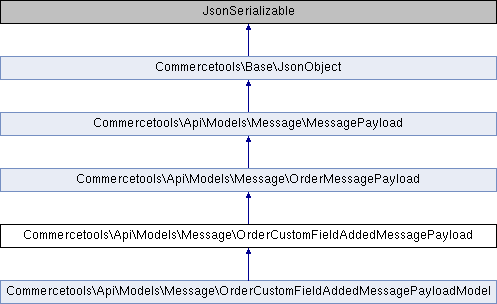 JsonSerializable
Commercetools\Base\JsonObject
Commercetools\Api\Models\Message\MessagePayload
Commercetools\Api\Models\Message\OrderMessagePayload
Commercetools\Api\Models\Message\OrderCustomFieldAddedMessagePayload
Commercetools\Api\Models\Message\OrderCustomFieldAddedMessagePayloadModel